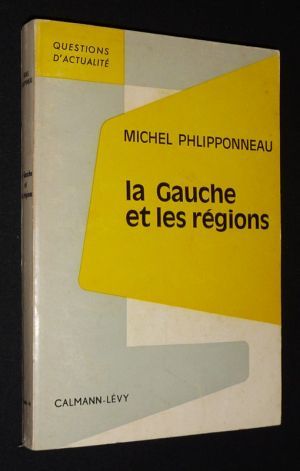 QUESTIONS
D'ACTUALITÉ
MICHEL PHLIPPONNEAU
la Gauche
et les régions
CALMANN-LÉVY